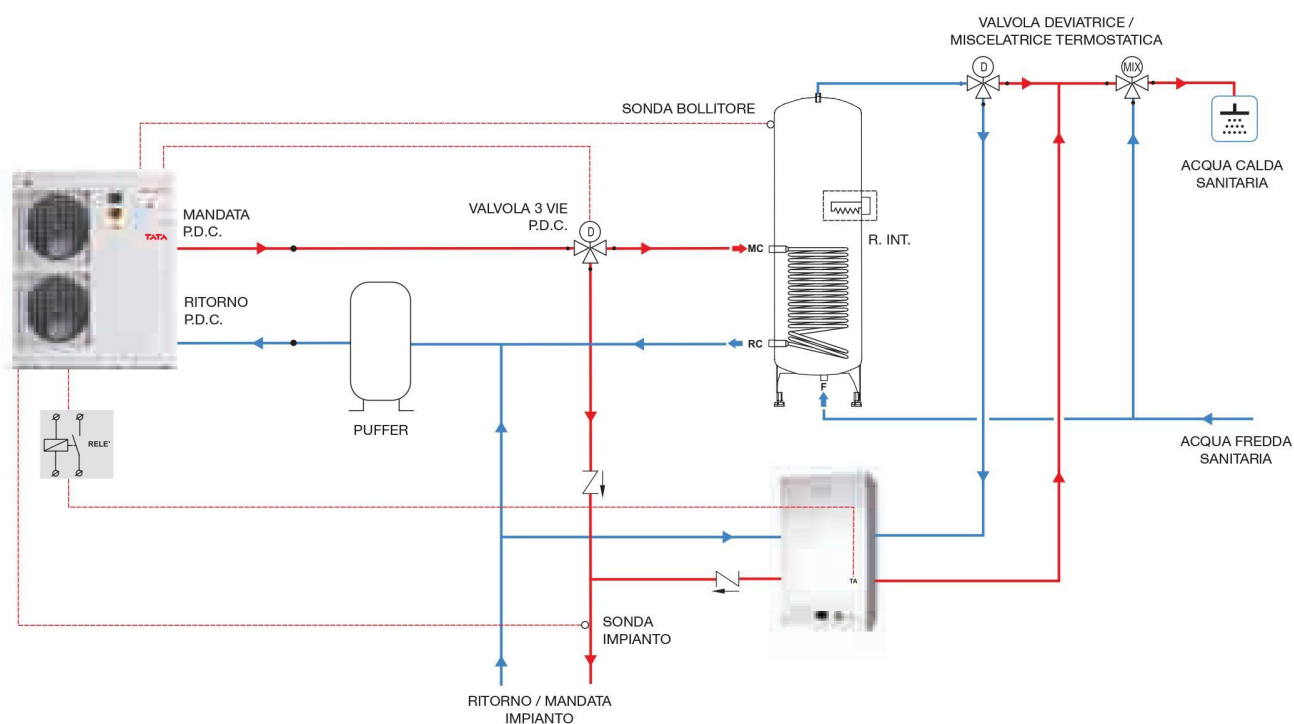 VALVOLA DEVIATRICE /
MISCELATRICE TERMOSTATICA
D
MIX
SONDA BOLLITORE
ACQUA CALDA
SANITARIA
MANDATA
P.D.C.
TATA
VALVOLA 3 VIE
P.D.C.
D
MC
R. INT.
RITORNO
P.D.C.
RC
F
PUFFER
RELE'
ACQUA FREDDA
SANITARIA
TA
SONDA
IMPIANTO
RITORNO / MANDATA
IMPIANTO